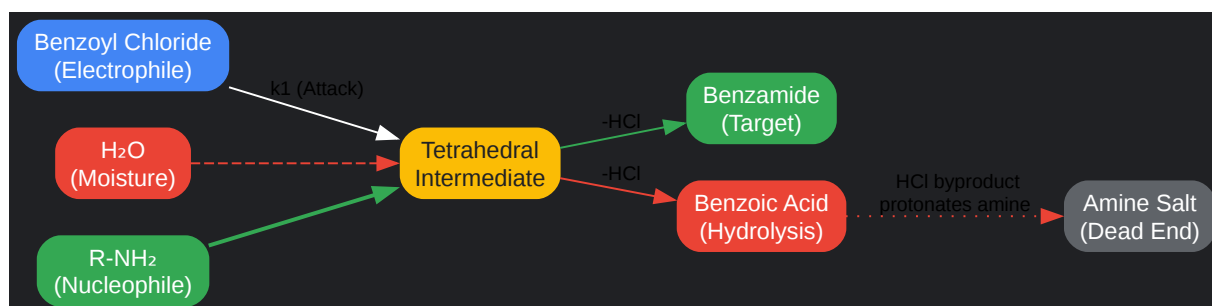 Benzoyl Chloride
(Electrophile)
k1 (Attack)
H₂O
(Moisture)
R-NH₂
(Nucleophile)
Tetrahedral
Intermediate
-HCl
Benzamide
(Target)
-HCl
Benzoic Acid
(Hydrolysis)
HCl byproduct
protonates amine
Amine Salt
(Dead End)